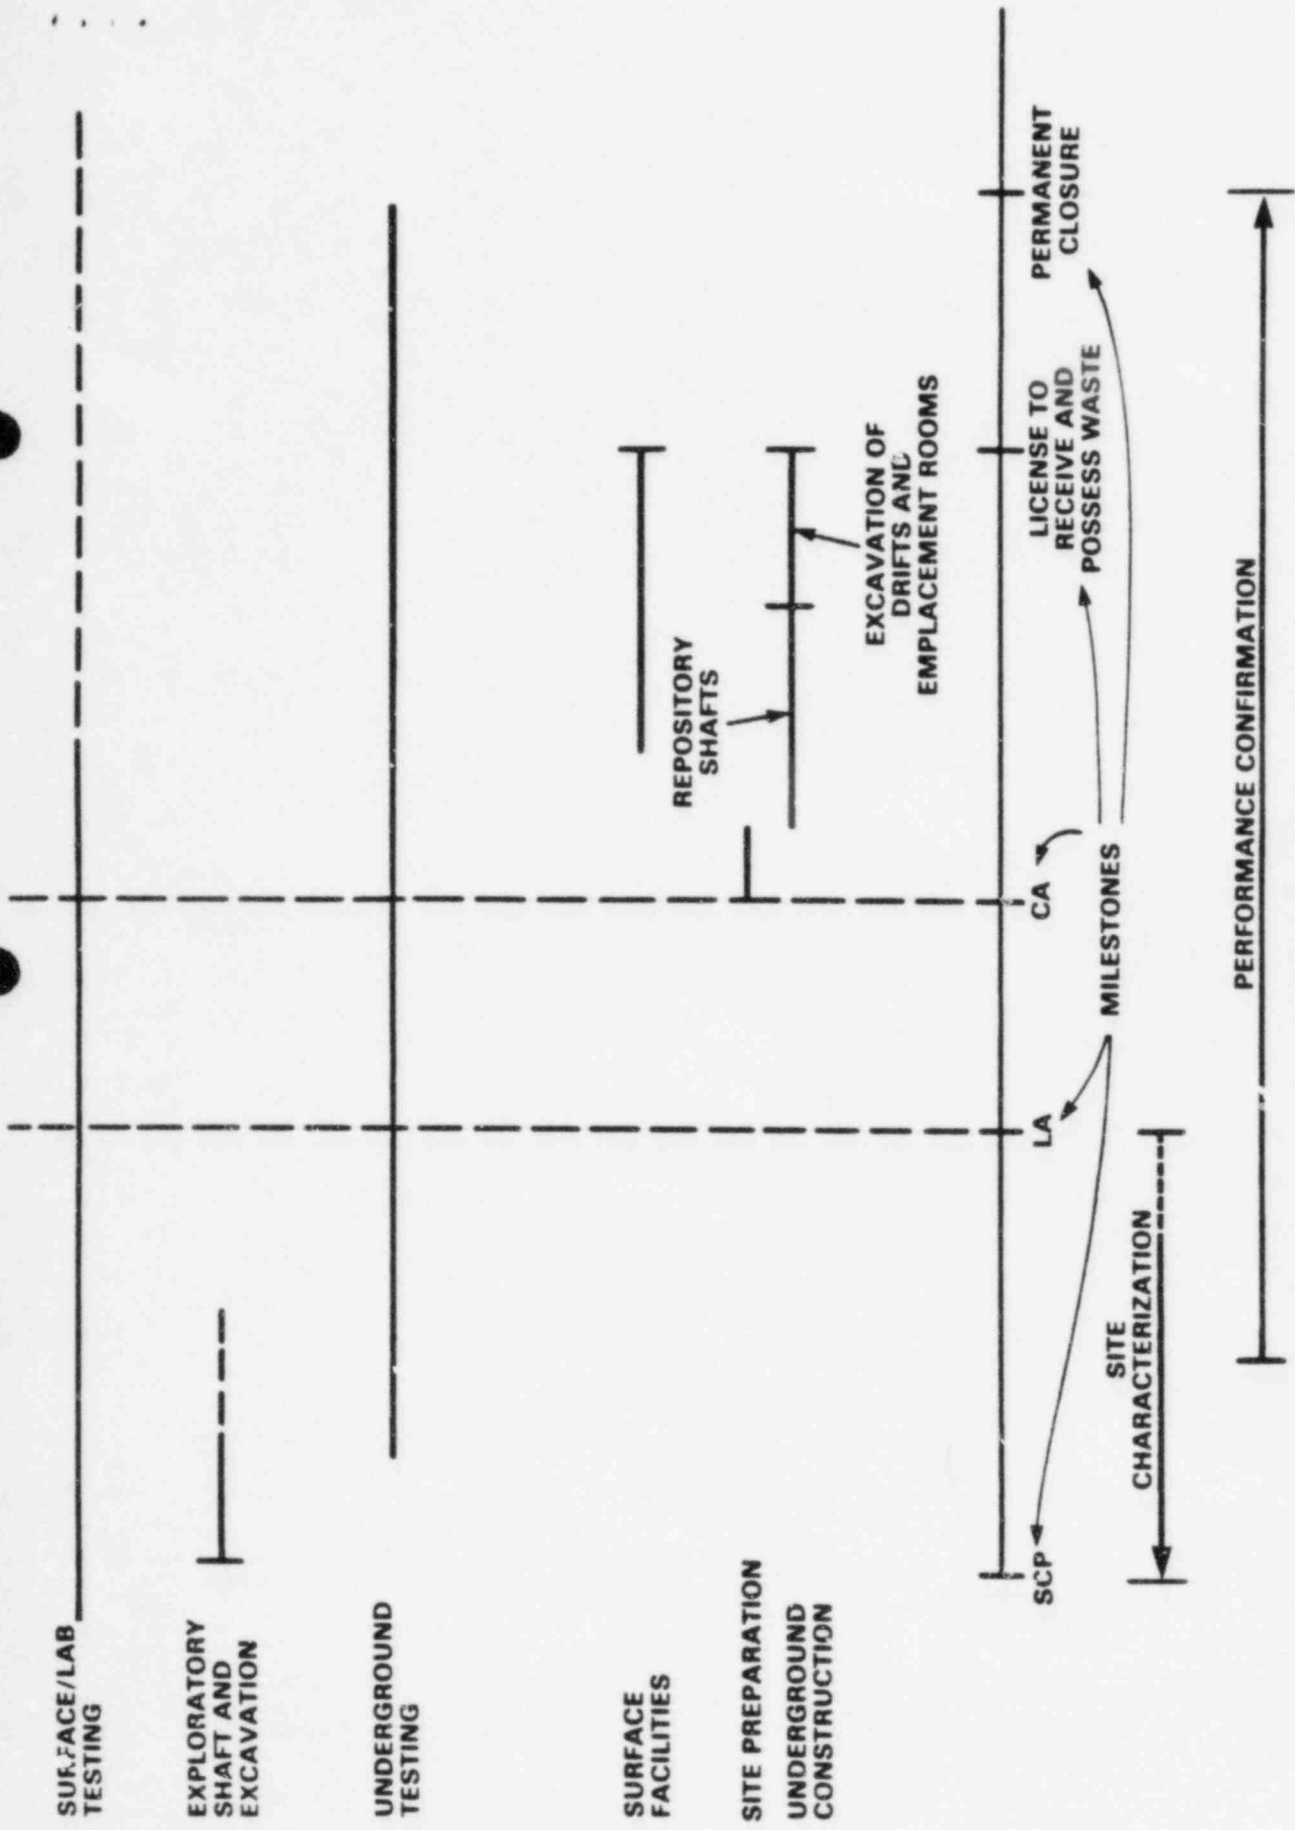 SURFACE/LAB
TESTING
EXPLORATORY
SHAFT AND
EXCAVATION
UNDERGROUND
TESTING
SURFACE
FACILITIES
SITE PREPARATION
UNDERGROUND
CONSTRUCTION
REPOSITORY
SHAFTS
EXCAVATION OF
DRIFTS AND
EMPLACEMENT ROOMS
SCP
LA
CA
LICENSE TO
RECEIVE AND
POSSESS WASTE
PERMANENT
CLOSURE
MILESTONES
SITE
CHARACTERIZATION
PERFORMANCE CONFIRMATION